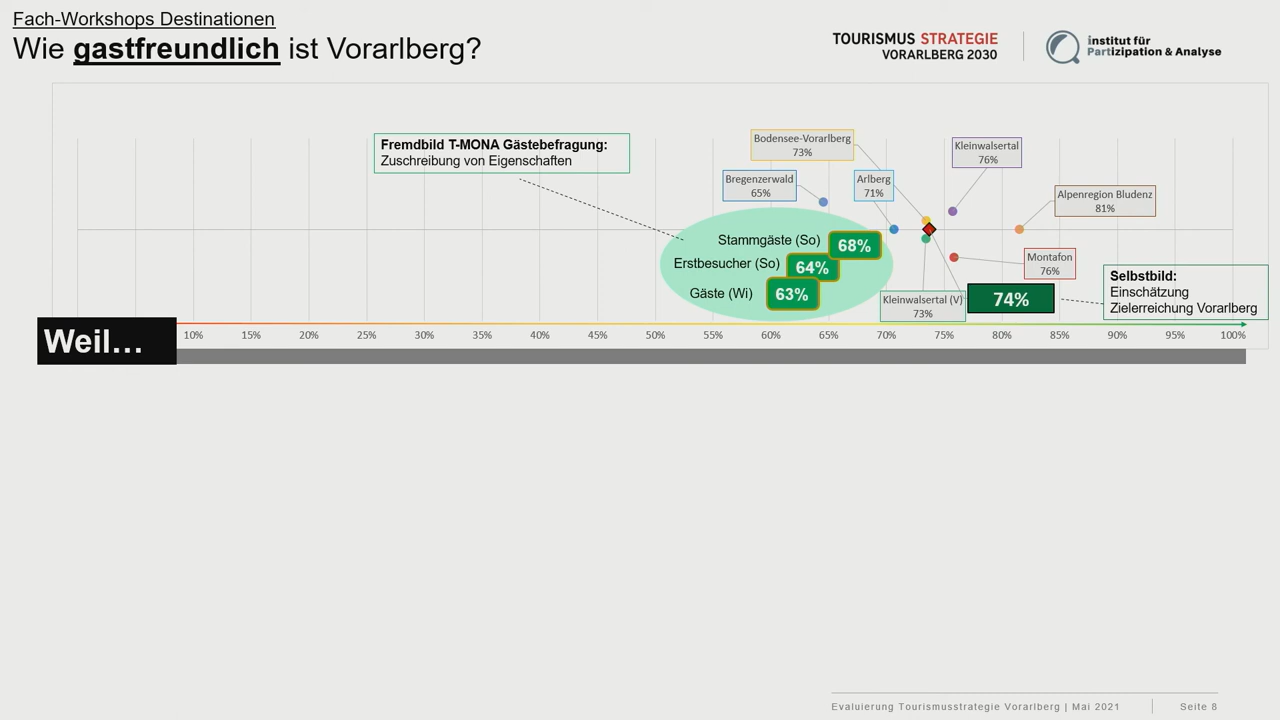 Fach-Workshops Destinationen
Wie gastfreundlich ist Vorarlberg?
TOURISMUS STRATEGIE
VORARLBERG 2030
institut für
Partizipation & Analyse
Fremdbild T-MONA Gästebefragung:
Zuschreibung von Eigenschaften
Bodensee-Vorarlberg
73%
Kleinwalsertal
76%
Bregenzerwald
65%
Arlberg
71%
Alpenregion Bludenz
81%
Stammgäste (So)
68%
Erstbesucher (So)
64%
Gäste (Wi)
63%
Montafon
76%
Kleinwalsertal (V)
73%
74%
Selbstbild:
Einschätzung
Zielerreichung Vorarlberg
Weil…
10% 15% 20% 25% 30% 35% 40% 45% 50% 55% 60% 65% 70% 75% 80% 85% 90% 95% 100%
Evaluierung Tourismusstrategie Vorarlberg | Mai 2021
Seite 8